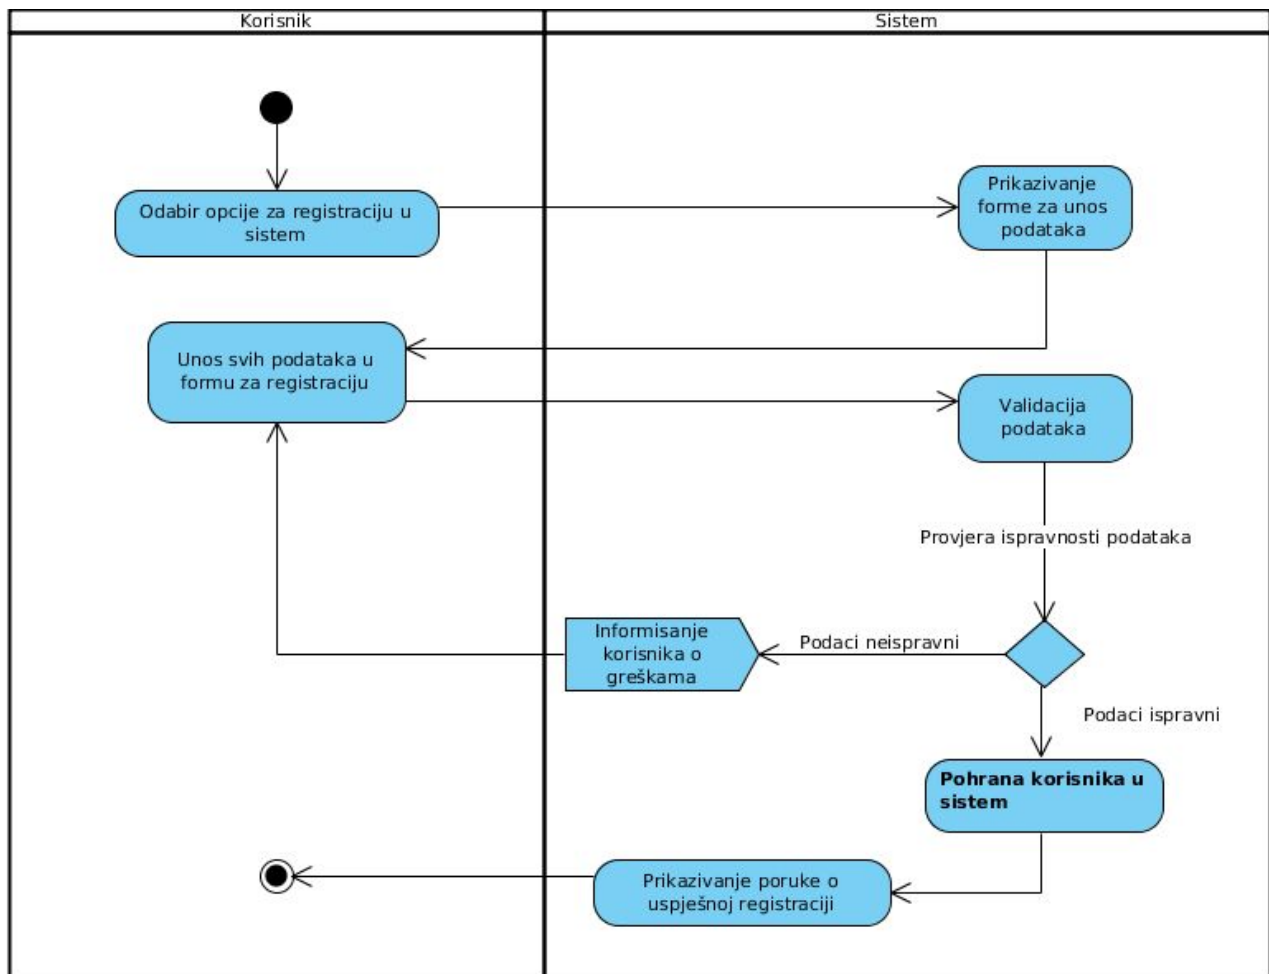 Korisnik
Sistem
Odabir opcije za registraciju u
sistem
Prikazivanje
forme za unos
podataka
Unos svih podataka u
formu za registraciju
Validacija
podataka
Provjera ispravnosti podataka
Informisanje
korisnika o
greškama
Podaci neispravni
Podaci ispravni
Pohrana korisnika u
sistem
Prikazivanje poruke o
uspješnoj registraciji